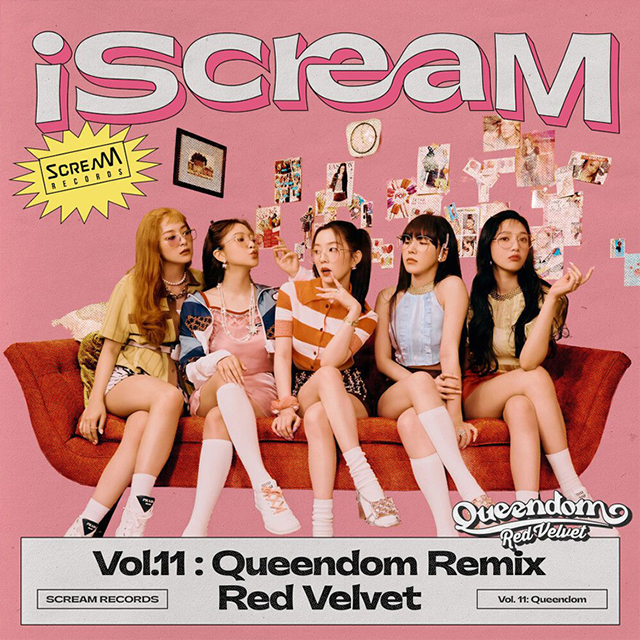 iScreaM
ScreaM
RECORDS
Queendom
Red Velvet
Vol.11 : Queendom Remix
Red Velvet
SCREAM RECORDS
Vol. 11: Queendom